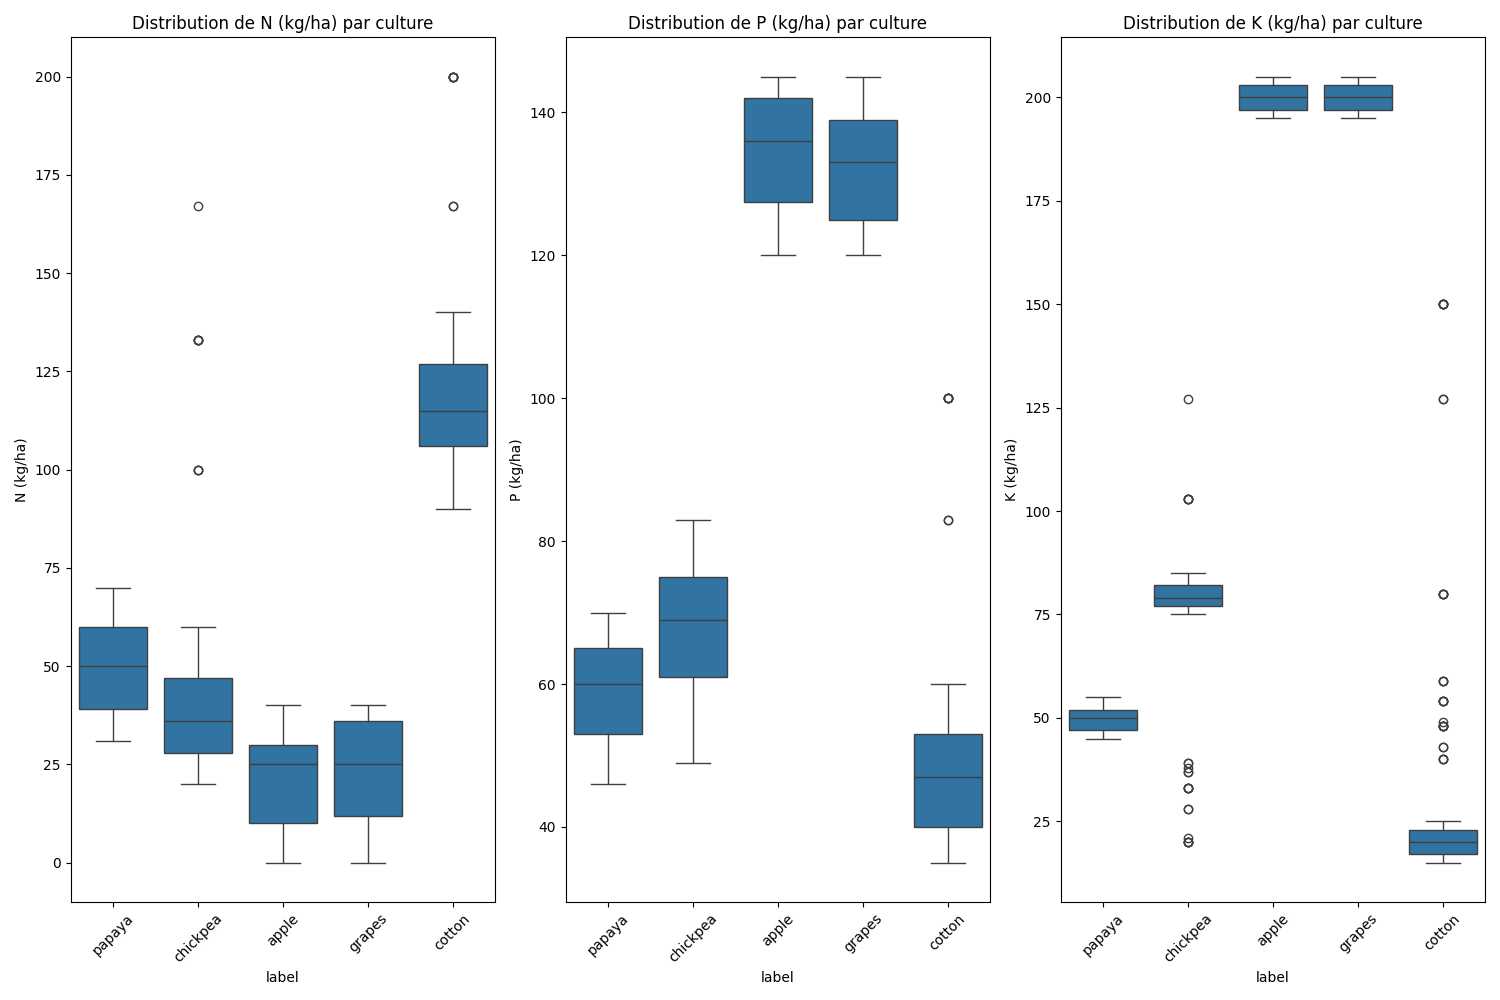 Distribution de N (kg/ha) par culture
N (kg/ha)
200
175
150
125
100
75
50
25
0
papaya
chickpea
apple
grapes
cotton
label
Distribution de P (kg/ha) par culture
P (kg/ha)
140
120
100
80
60
40
papaya
chickpea
apple
grapes
cotton
label
Distribution de K (kg/ha) par culture
K (kg/ha)
200
175
150
125
100
75
50
25
papaya
chickpea
apple
grapes
cotton
label